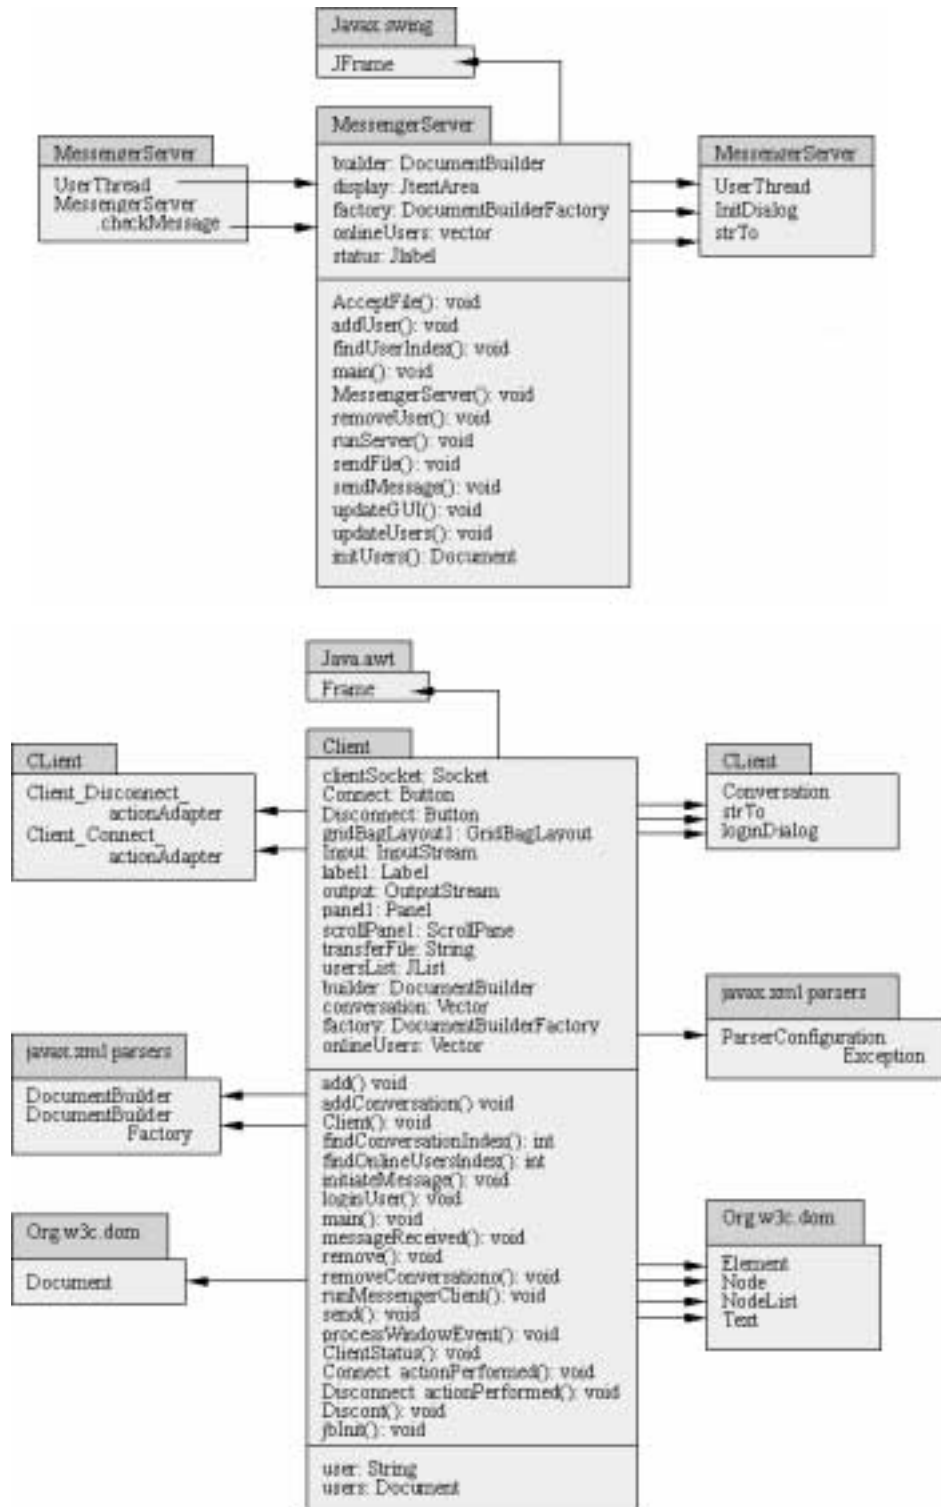 Javax.swing
JFrame
MessengerServer
builder: DocumentBuilder
display: JtentArea
factory: DocumentBuilderFactory
onlineUsers: vector
status: Jlabel
AcceptFile(): void
addUser(): void
findUserIndex(): void
main(): void
MessengerServer(): void
removeUser(): void
runServer(): void
sendFile(): void
sendMessage(): void
updateGUI(): void
updateUsers(): void
initUsers(): Document
MessengerServer
UserThread
MessengerServer
.checkMessage
MessengerServer
UserThread
InitDialog
strTo
Java.awt
Frame
Client
clientSocket: Socket
Connect: Button
Disconnect: Button
gridBagLayout1: GridBagLayout
Input: InputStream
label1: Label
output: OutputStream
panel1: Panel
scrollPane1: ScrollPane
transferFile: String
usersList: JList
builder: DocumentBuilder
conversation: Vector
factory: DocumentBuilderFactory
onlineUsers: Vector
add() void
addConversation() void
Client(): void
findConversationIndex(): int
findOnlineUsersIndex(): int
initiateMessage(): void
loginUser(): void
main(): void
messageReceived(): void
remove(): void
removeConversationo(): void
runMessengerClient(): void
send(): void
processWindowEvent(): void
ClientStatus(): void
Connect actionPerformed(): void
Disconnect actionPerformed(): void
Discont(): void
jbInit(): void
user: String
users: Document
CLient
Client_Disconnect_
actionAdapter
Client_Connect_
actionAdapter
javax.xml parsers
DocumentBuilder
DocumentBuilder
Factory
Org.w3c.dom
Document
CLient
Conversation
strTo
loginDialog
javax.xml parsers
ParserConfiguration
Exception
Org.w3c.dom
Element
Node
NodeList
Text